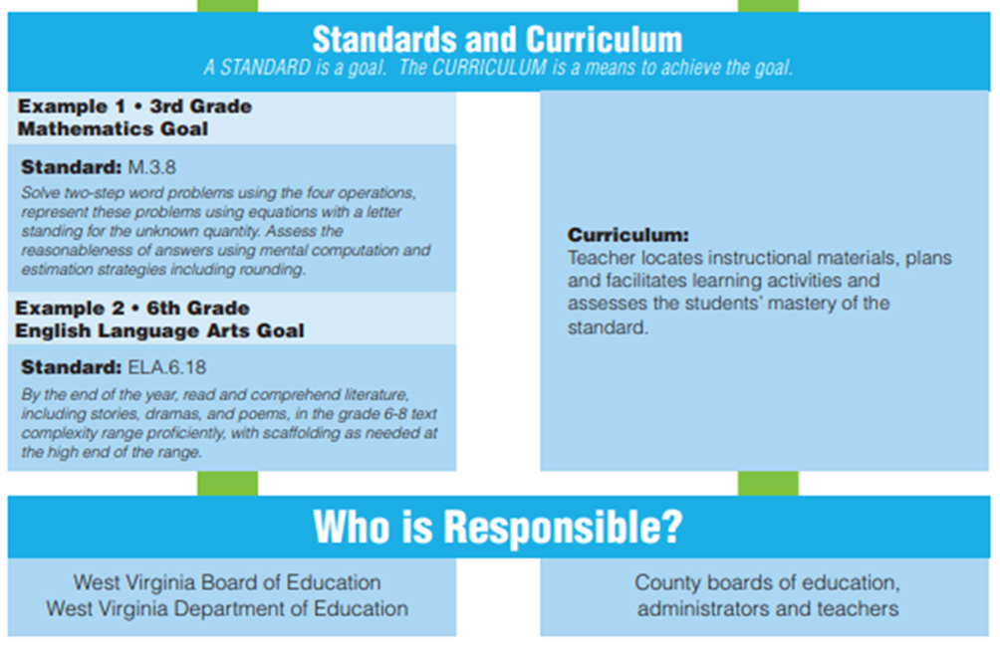 Standards and Curriculum
A STANDARD is a goal. The CURRICULUM is a means to achieve the goal.
Example 1 • 3rd Grade
Mathematics Goal
Standard: M.3.8
Solve two-step word problems using the four operations,
represent these problems using equations with a letter
standing for the unknown quantity. Assess the
reasonableness of answers using mental computation and
estimation strategies including rounding.
Example 2 • 6th Grade
English Language Arts Goal
Standard: ELA.6.18
By the end of the year, read and comprehend literature,
including stories, dramas, and poems, in the grade 6-8 text
complexity range proficiently, with scaffolding as needed at
the high end of the range.
Curriculum:
Teacher locates instructional materials, plans
and facilitates learning activities and
assesses the students' mastery of the
standard.
Who is Responsible?
West Virginia Board of Education
West Virginia Department of Education
County boards of education,
administrators and teachers